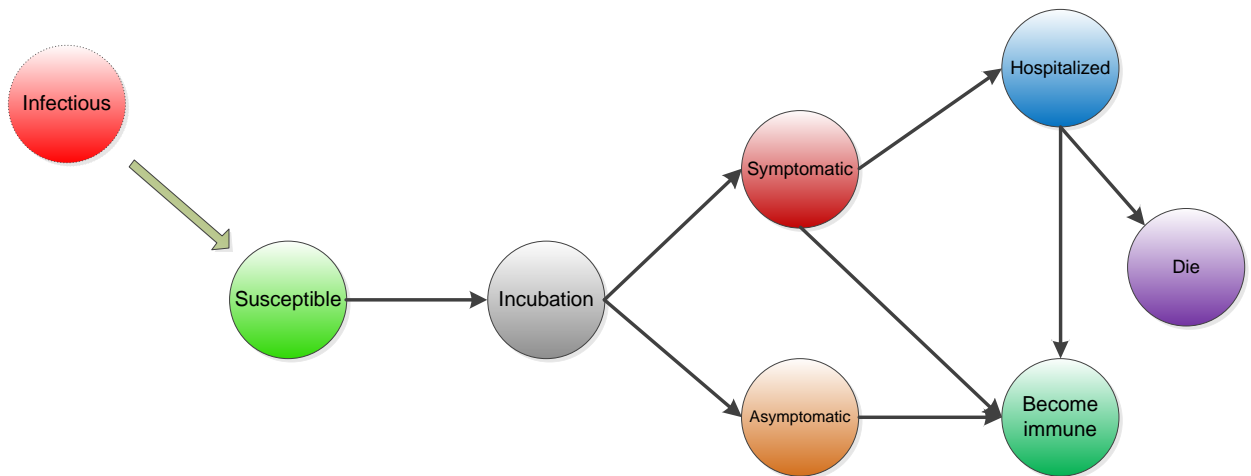 Infectious
Susceptible
Incubation
Symptomatic
Asymptomatic
Hospitalized
Die
Become
immune